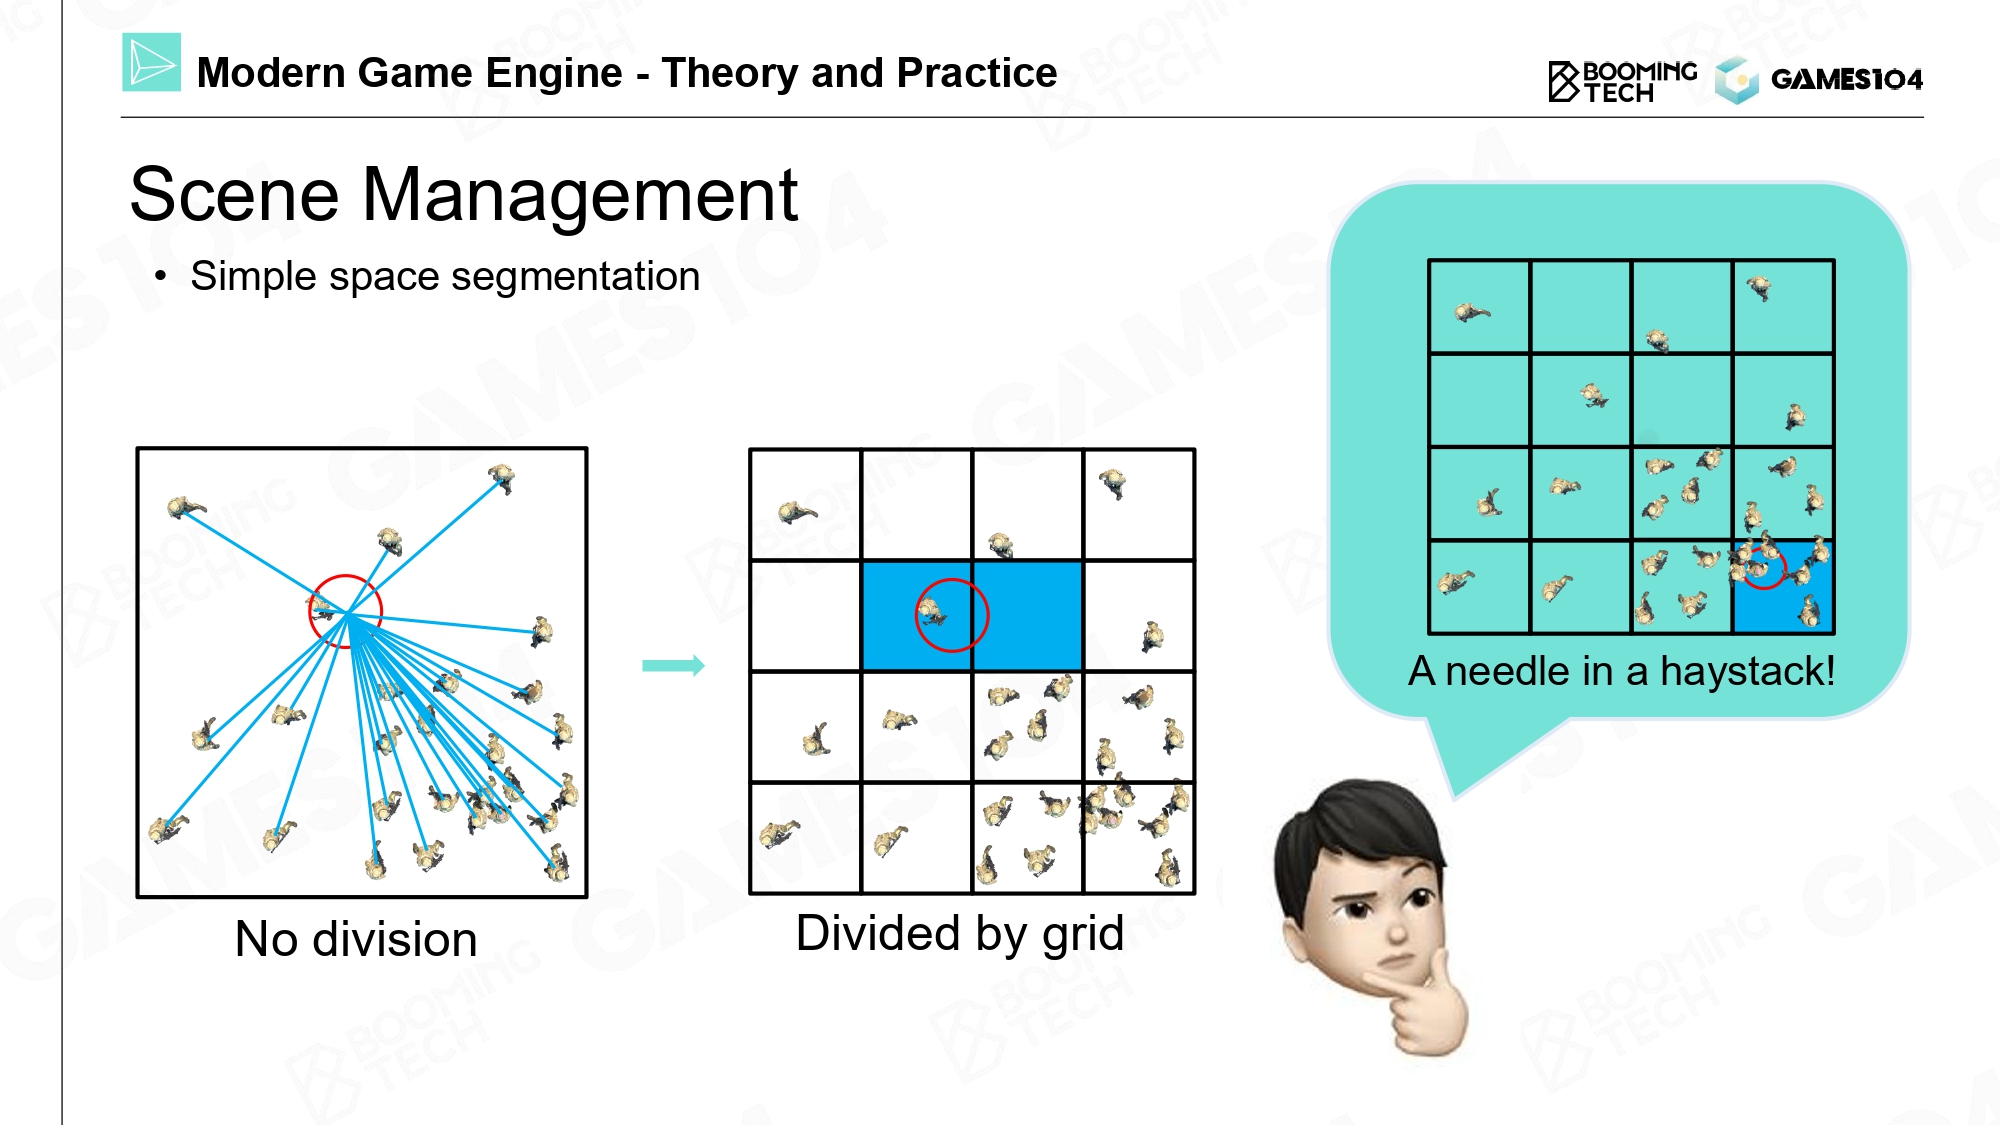 Modern Game Engine - Theory and Practice
BOOMING
TECH
GAMES104
Scene Management
• Simple space segmentation
A needle in a haystack!
No division
Divided by grid